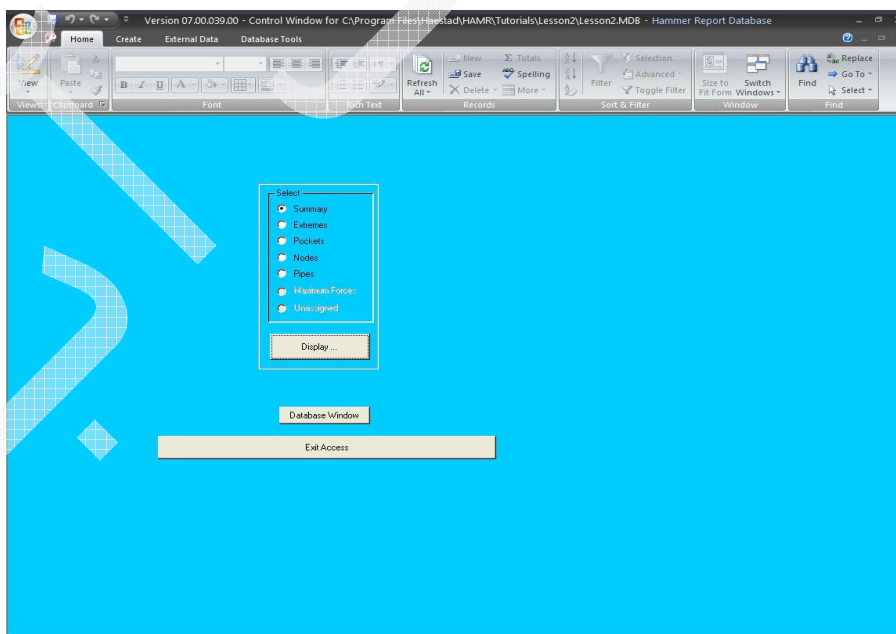 Version 07.00.039.00 - Control Window for C:\Program Files\Haestad\HAMR\Tutorials\Lesson2\Lesson2.MDB - Hammer Report Database
Home Create External Data Database Tools
View Paste B I U A Refresh All New Save Delete Totals Spelling More Filter Selection Advanced Toggle Filter Size to Fit Form Switch Windows Find Replace Go To Select
Views Clipboard Font Rich Text Records Sort & Filter Window Find
Select
Summary
Extremes
Pockets
Nodes
Pipes
Maximum Forces
Unassigned
Display ...
Database Window
Exit Access